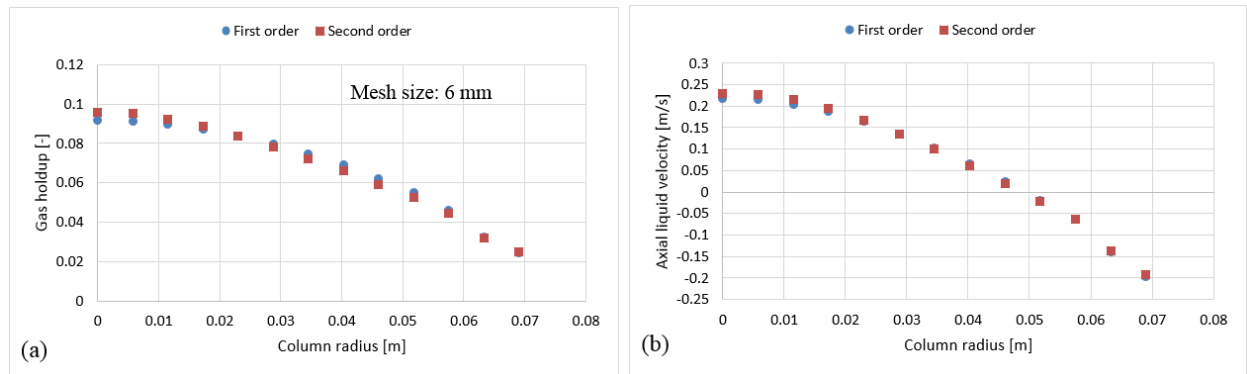 First order Second order
0.12
0.1
0.08
0.06
0.04
0.02
0
Gas holdup [-]
Mesh size: 6 mm
0 0.01 0.02 0.03 0.04 0.05 0.06 0.07 0.08
Column radius [m]
(a)
First order Second order
0.3
0.25
0.2
0.15
0.1
0.05
0
-0.05
-0.1
-0.15
-0.2
-0.25
Axial liquid velocity [m/s]
0 0.01 0.02 0.03 0.04 0.05 0.06 0.07 0.08
Column radius [m]
(b)